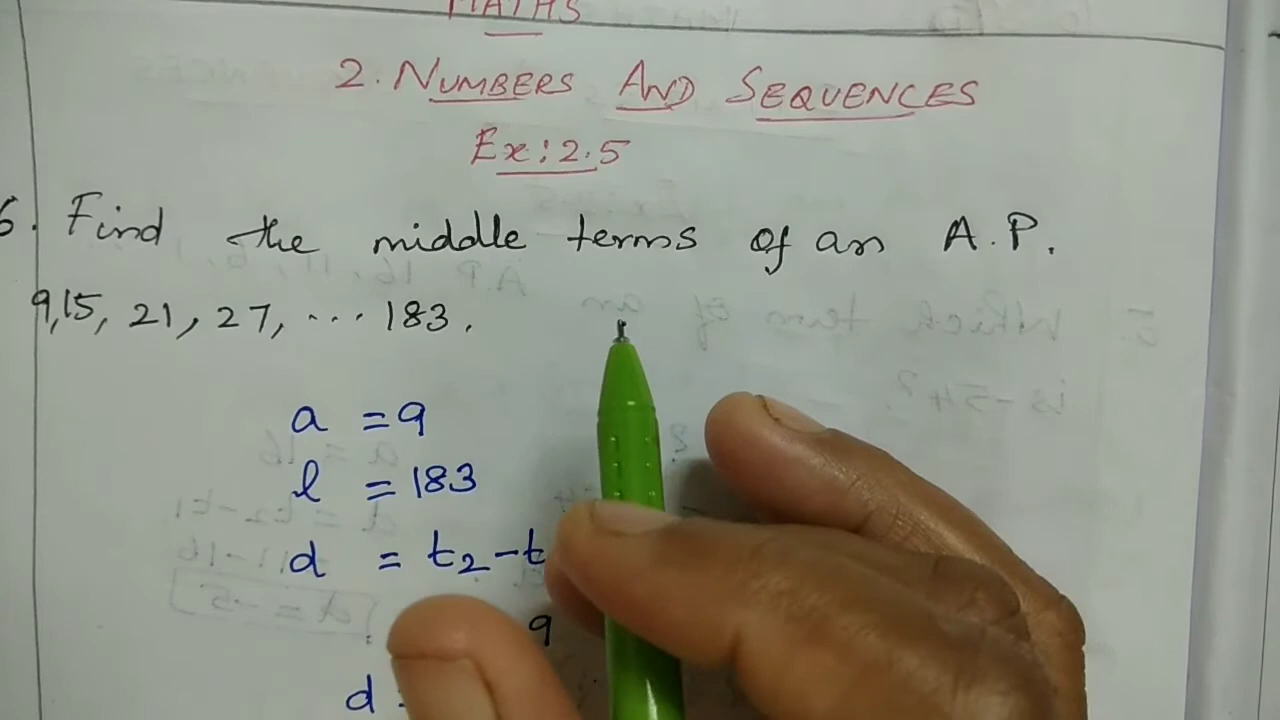 MATHS
2. NUMBERS AND SEQUENCES
Ex: 2.5
6. Find the middle terms of an A.P.
9, 15, 21, 27, ... 183.
a = 9
l = 183
d = t2 - t
9
d